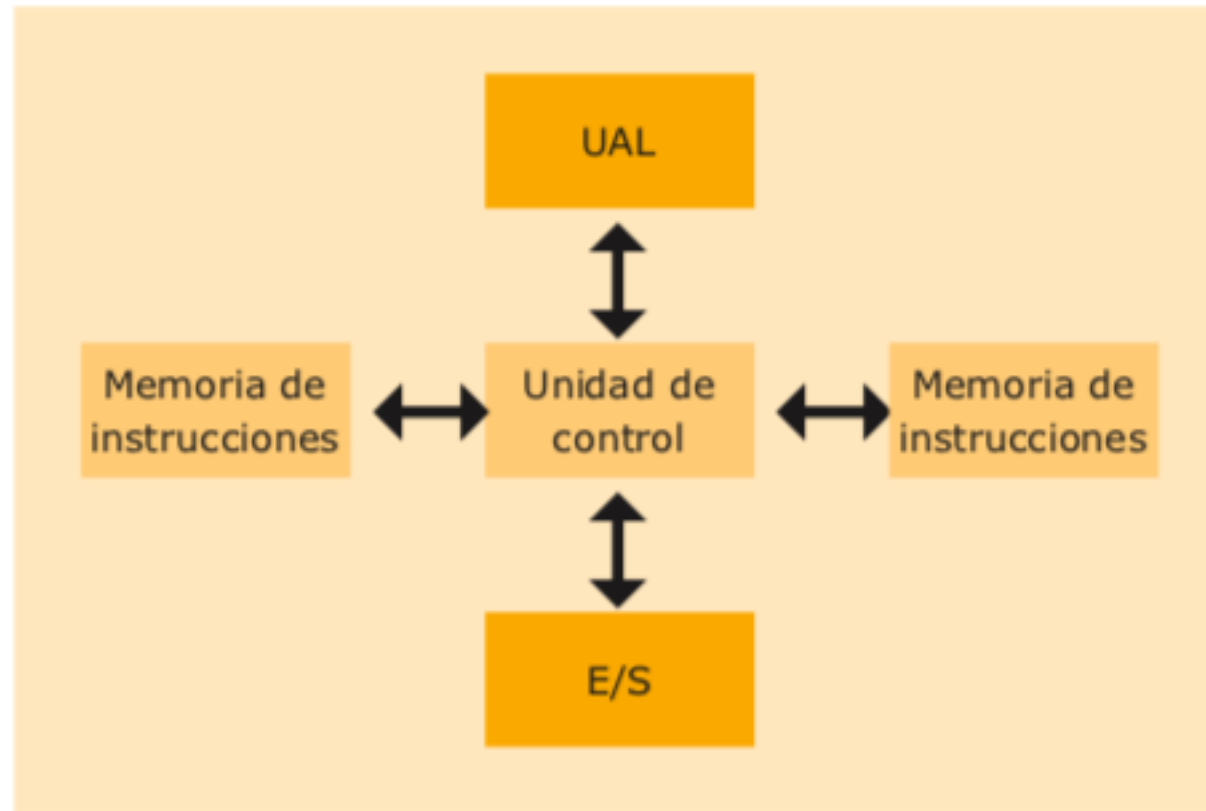 UAL
Memoria de
instrucciones
Unidad de
control
Memoria de
instrucciones
E/S